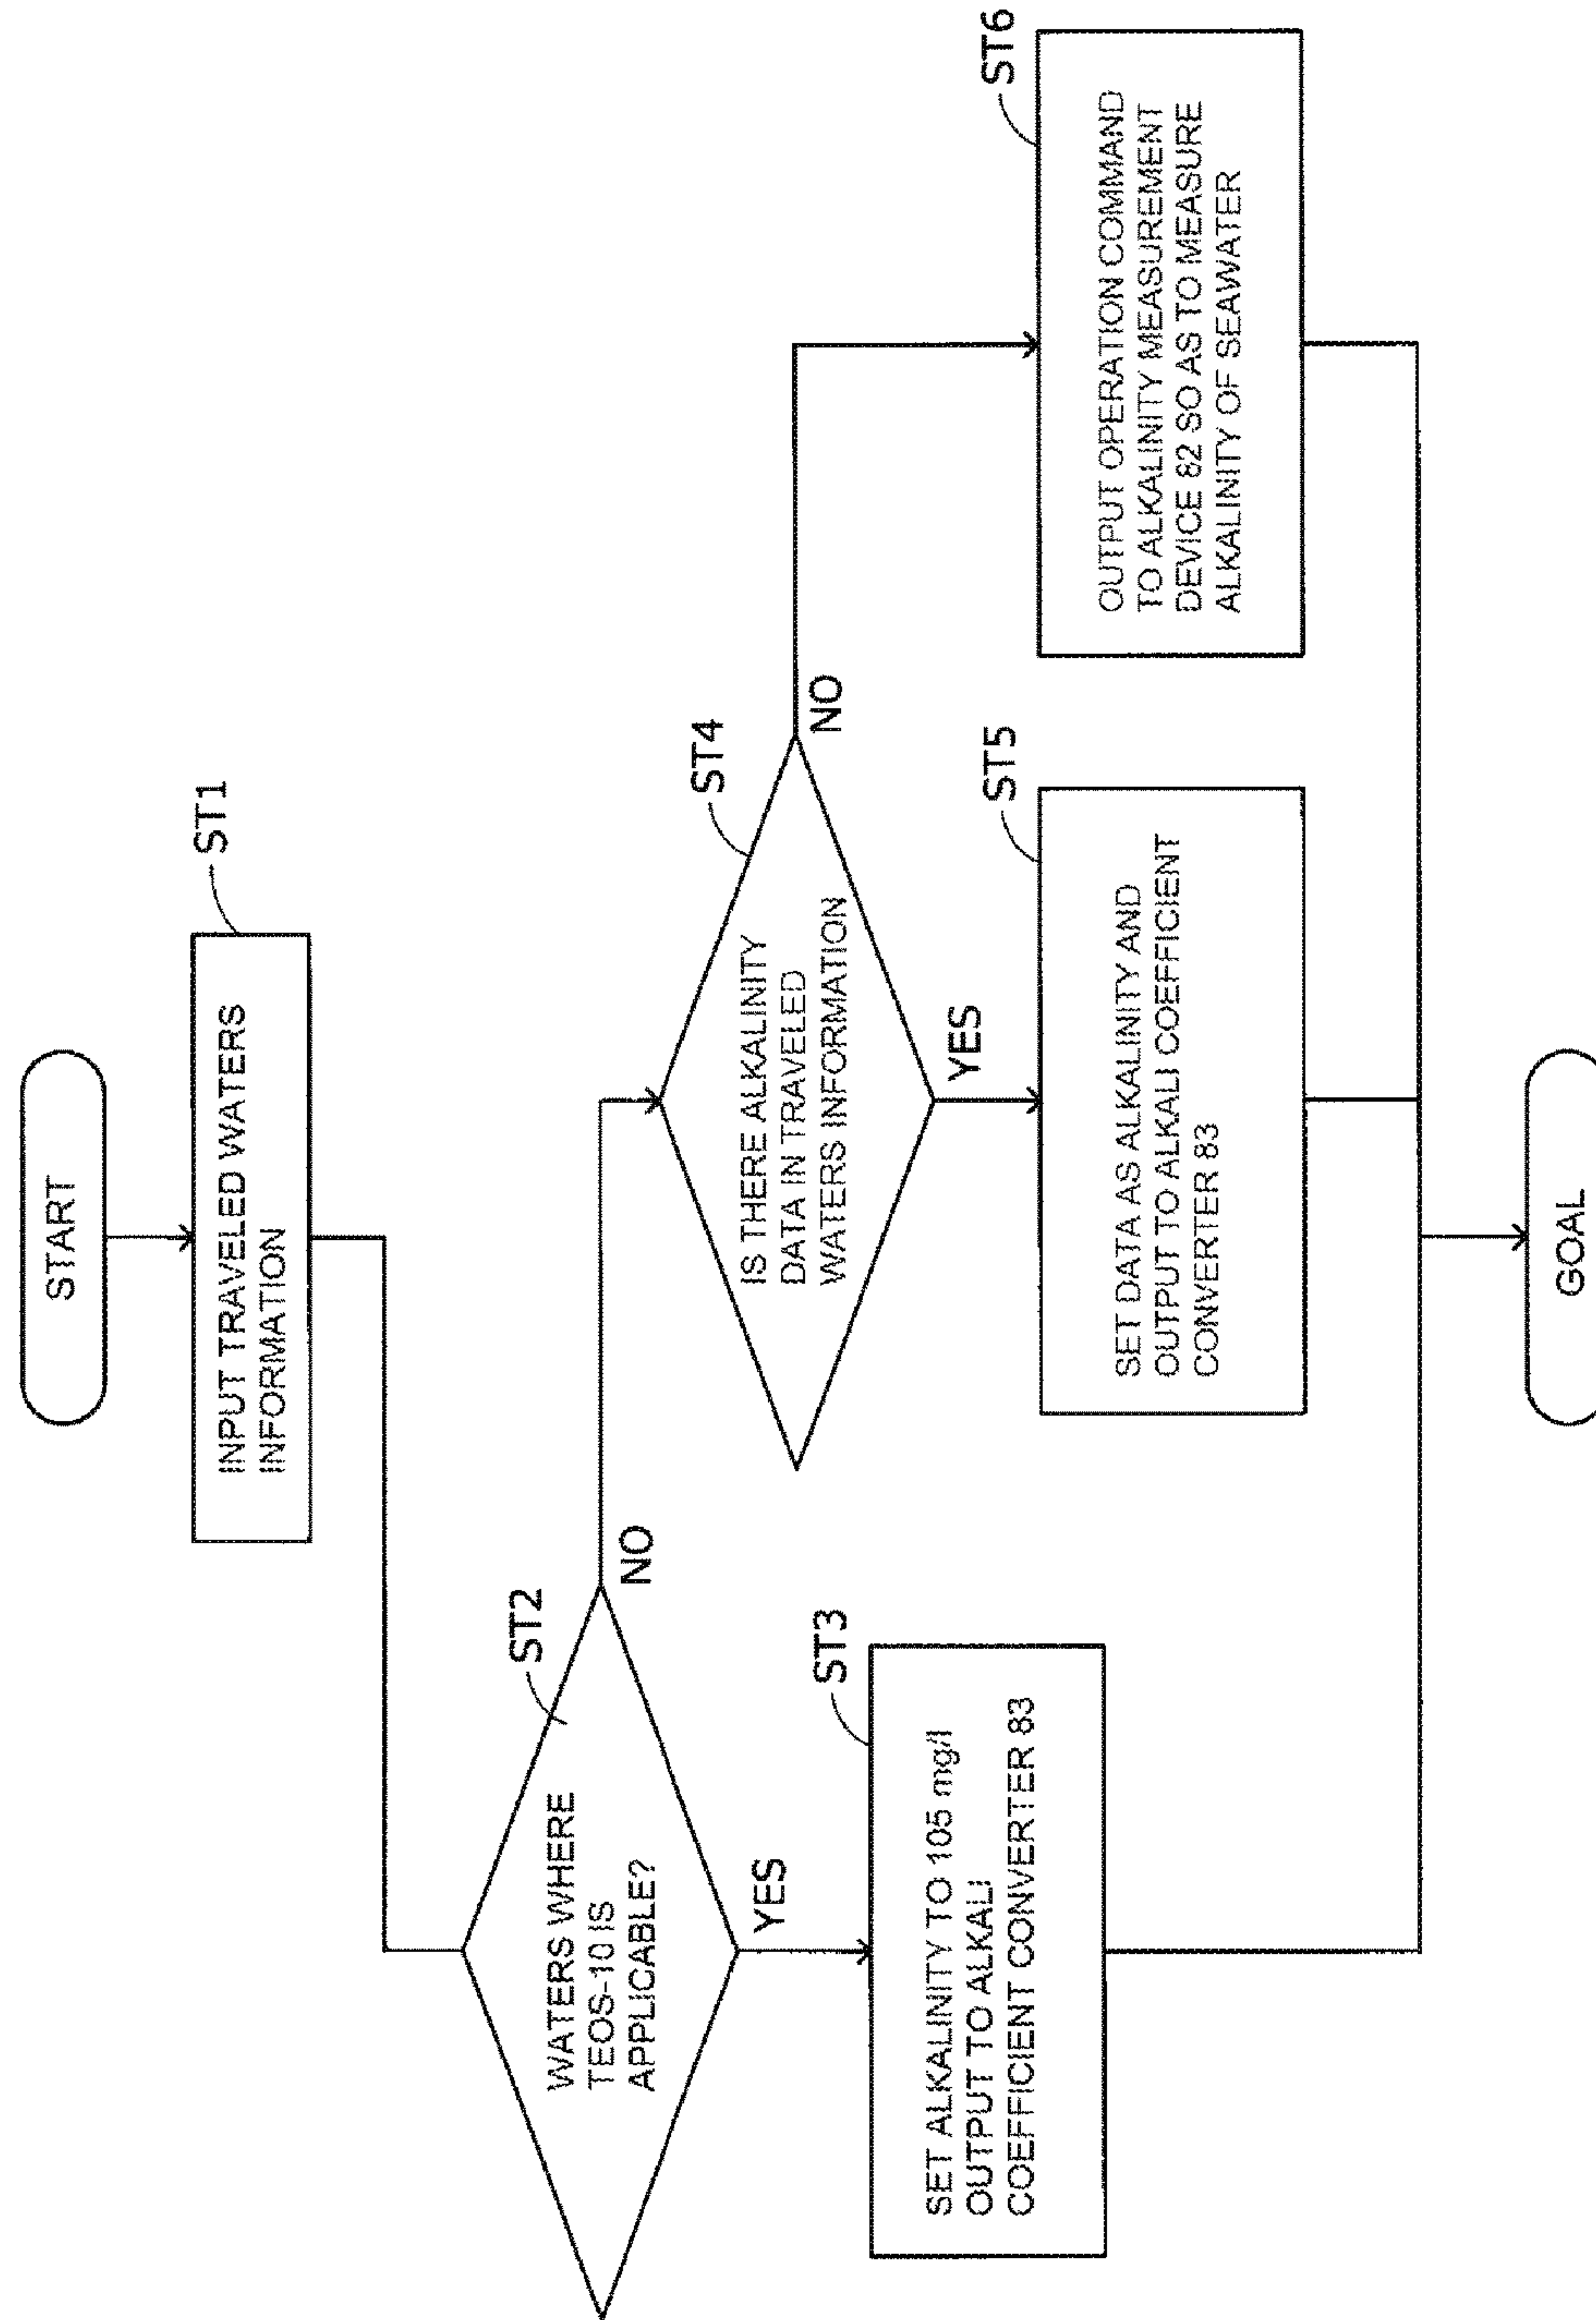 START
ST1
INPUT TRAVELED WATERS
INFORMATION
ST2
WATERS WHERE
TEOS-10 IS
APPLICABLE?
NO
YES
ST3
SET ALKALINITY TO 105 mg/l
OUTPUT TO ALKALI
COEFFICIENT CONVERTER 83
ST4
IS THERE ALKALINITY
DATA IN TRAVELED
WATERS INFORMATION
NO
YES
ST5
SET DATA AS ALKALINITY AND
OUTPUT TO ALKALI COEFFICIENT
CONVERTER 83
ST6
OUTPUT OPERATION COMMAND
TO ALKALINITY MEASUREMENT
DEVICE 82 SO AS TO MEASURE
ALKALINITY OF SEAWATER
GOAL